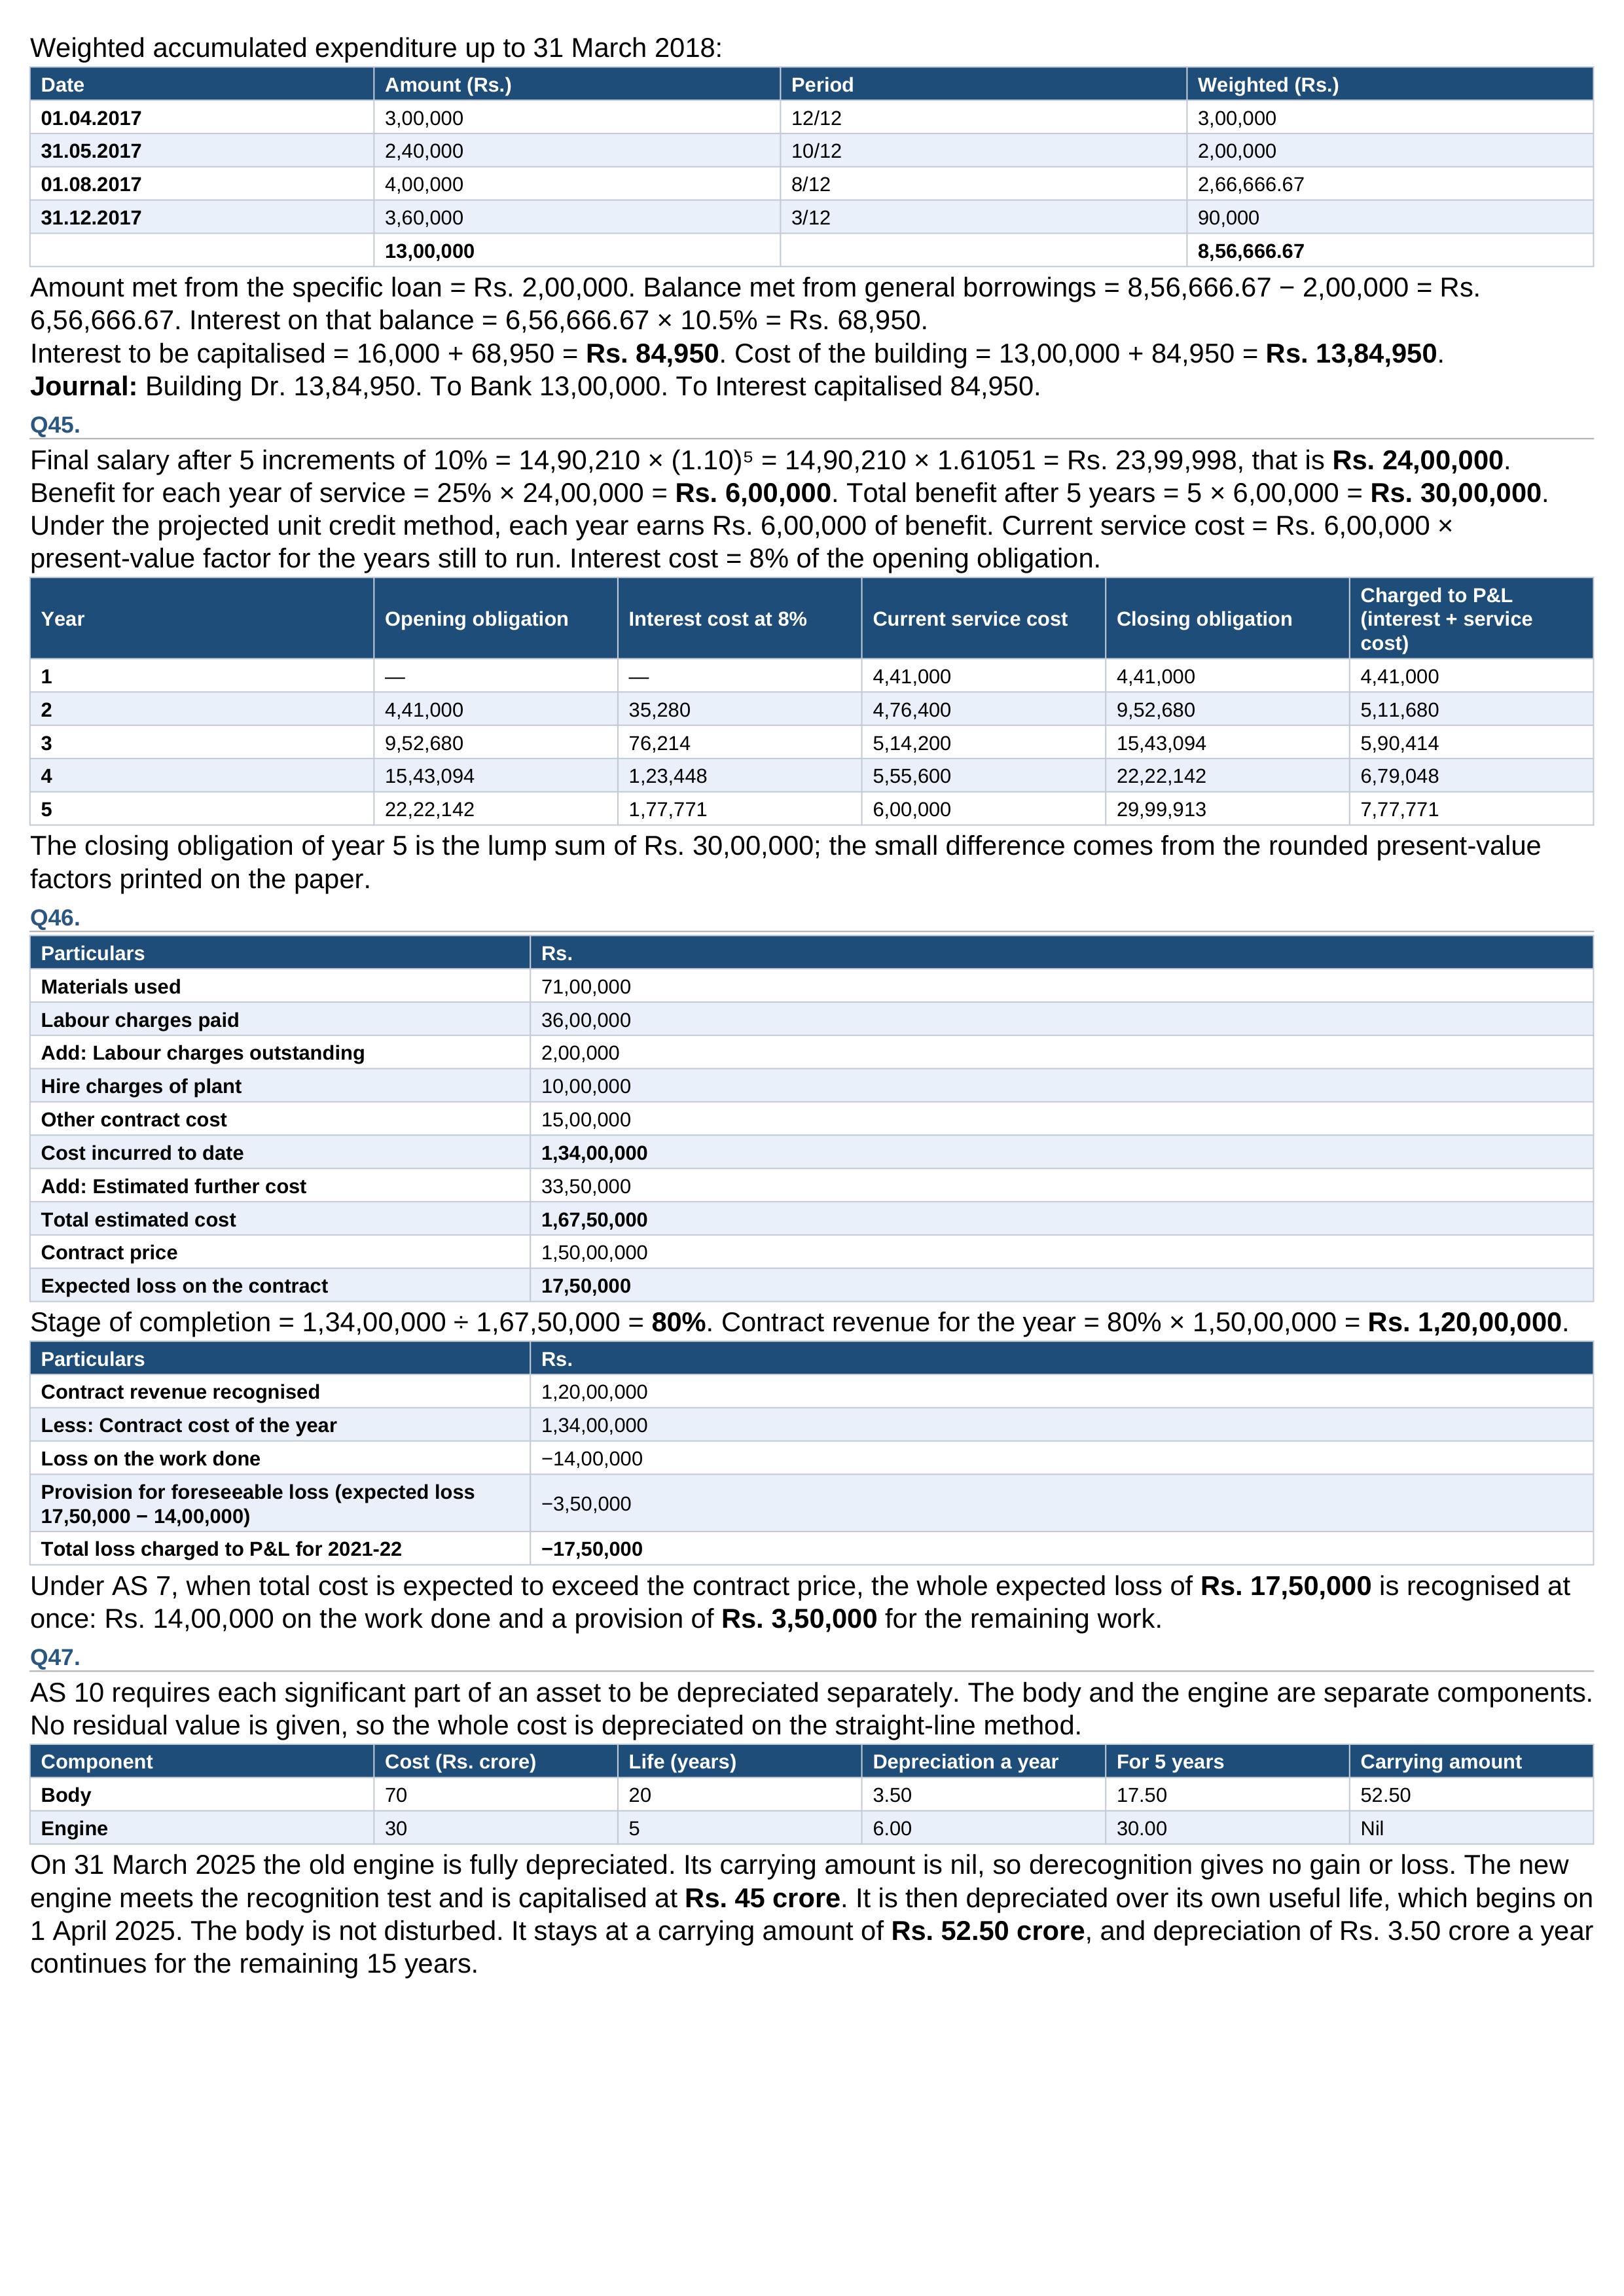 Weighted accumulated expenditure up to 31 March 2018:
Date Amount (Rs.) Period Weighted (Rs.)
01.04.2017 3,00,000 12/12 3,00,000
31.05.2017 2,40,000 10/12 2,00,000
01.08.2017 4,00,000 8/12 2,66,666.67
31.12.2017 3,60,000 3/12 90,000
13,00,000 8,56,666.67
Amount met from the specific loan = Rs. 2,00,000. Balance met from general borrowings = 8,56,666.67 − 2,00,000 = Rs.
6,56,666.67. Interest on that balance = 6,56,666.67 × 10.5% = Rs. 68,950.
Interest to be capitalised = 16,000 + 68,950 = Rs. 84,950. Cost of the building = 13,00,000 + 84,950 = Rs. 13,84,950.
Journal: Building Dr. 13,84,950. To Bank 13,00,000. To Interest capitalised 84,950.
Q45.
Final salary after 5 increments of 10% = 14,90,210 × (1.10)⁵ = 14,90,210 × 1.61051 = Rs. 23,99,998, that is Rs. 24,00,000.
Benefit for each year of service = 25% × 24,00,000 = Rs. 6,00,000. Total benefit after 5 years = 5 × 6,00,000 = Rs. 30,00,000.
Under the projected unit credit method, each year earns Rs. 6,00,000 of benefit. Current service cost = Rs. 6,00,000 ×
present-value factor for the years still to run. Interest cost = 8% of the opening obligation.
Year Opening obligation Interest cost at 8% Current service cost Closing obligation Charged to P&L (interest + service cost)
1 — — 4,41,000 4,41,000 4,41,000
2 4,41,000 35,280 4,76,400 9,52,680 5,11,680
3 9,52,680 76,214 5,14,200 15,43,094 5,90,414
4 15,43,094 1,23,448 5,55,600 22,22,142 6,79,048
5 22,22,142 1,77,771 6,00,000 29,99,913 7,77,771
The closing obligation of year 5 is the lump sum of Rs. 30,00,000; the small difference comes from the rounded present-value
factors printed on the paper.
Q46.
Particulars Rs.
Materials used 71,00,000
Labour charges paid 36,00,000
Add: Labour charges outstanding 2,00,000
Hire charges of plant 10,00,000
Other contract cost 15,00,000
Cost incurred to date 1,34,00,000
Add: Estimated further cost 33,50,000
Total estimated cost 1,67,50,000
Contract price 1,50,00,000
Expected loss on the contract 17,50,000
Stage of completion = 1,34,00,000 ÷ 1,67,50,000 = 80%. Contract revenue for the year = 80% × 1,50,00,000 = Rs. 1,20,00,000.
Particulars Rs.
Contract revenue recognised 1,20,00,000
Less: Contract cost of the year 1,34,00,000
Loss on the work done −14,00,000
Provision for foreseeable loss (expected loss
17,50,000 − 14,00,000) −3,50,000
Total loss charged to P&L for 2021-22 −17,50,000
Under AS 7, when total cost is expected to exceed the contract price, the whole expected loss of Rs. 17,50,000 is recognised at
once: Rs. 14,00,000 on the work done and a provision of Rs. 3,50,000 for the remaining work.
Q47.
AS 10 requires each significant part of an asset to be depreciated separately. The body and the engine are separate components.
No residual value is given, so the whole cost is depreciated on the straight-line method.
Component Cost (Rs. crore) Life (years) Depreciation a year For 5 years Carrying amount
Body 70 20 3.50 17.50 52.50
Engine 30 5 6.00 30.00 Nil
On 31 March 2025 the old engine is fully depreciated. Its carrying amount is nil, so derecognition gives no gain or loss. The new
engine meets the recognition test and is capitalised at Rs. 45 crore. It is then depreciated over its own useful life, which begins on
1 April 2025. The body is not disturbed. It stays at a carrying amount of Rs. 52.50 crore, and depreciation of Rs. 3.50 crore a year
continues for the remaining 15 years.